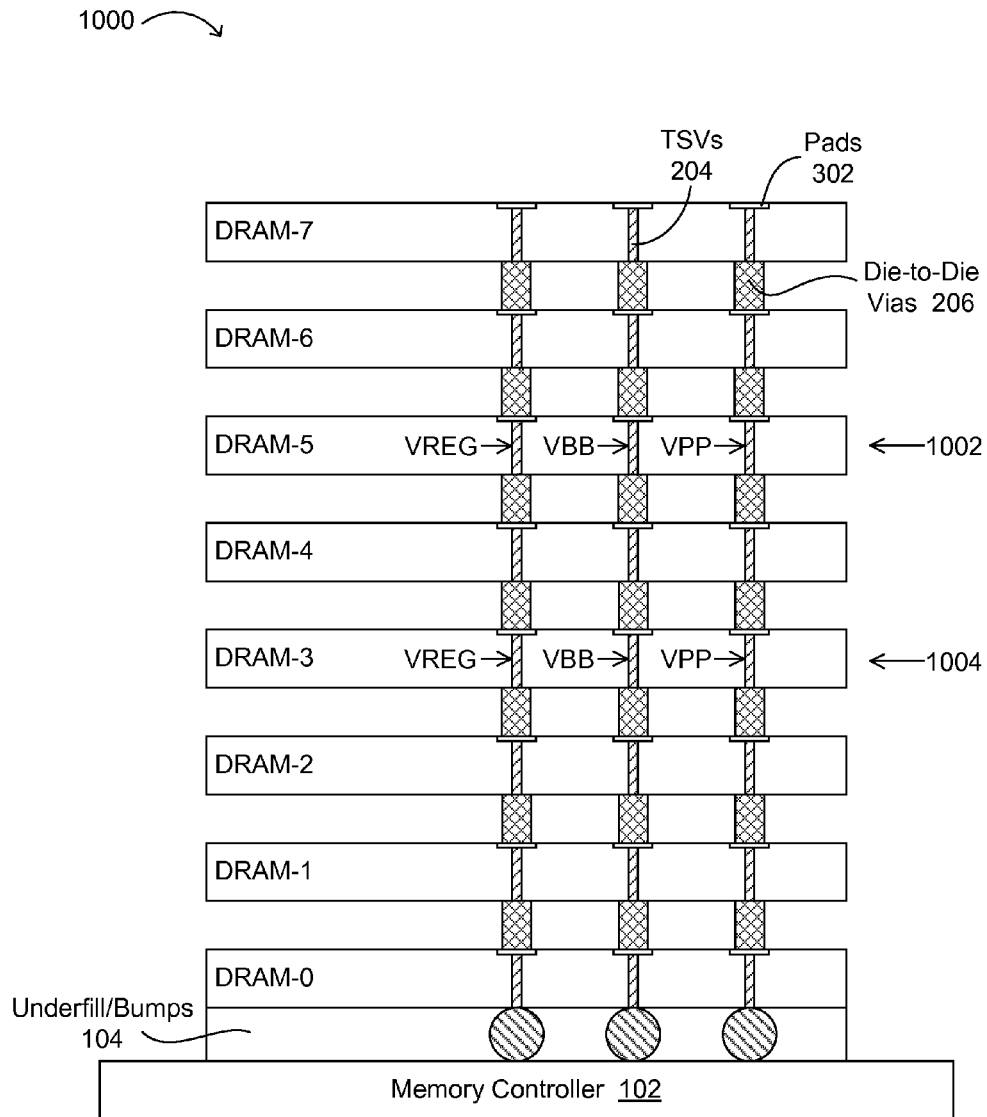 1000
TSVs
204
Pads
302
DRAM-7
Die-to-Die
Vias 206
DRAM-6
DRAM-5 VREG VBB VPP 1002
DRAM-4
DRAM-3 VREG VBB VPP 1004
DRAM-2
DRAM-1
DRAM-0
Underfill/Bumps
104
Memory Controller 102